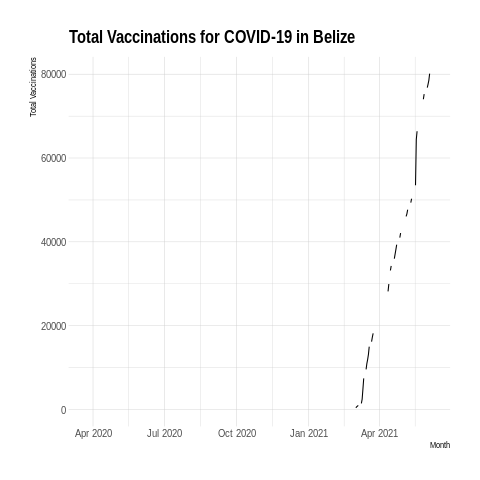 Total Vaccinations for COVID-19 in Belize
Total Vaccinations
80000
60000
40000
20000
0
Apr 2020
Jul 2020
Oct 2020
Jan 2021
Apr 2021
Month